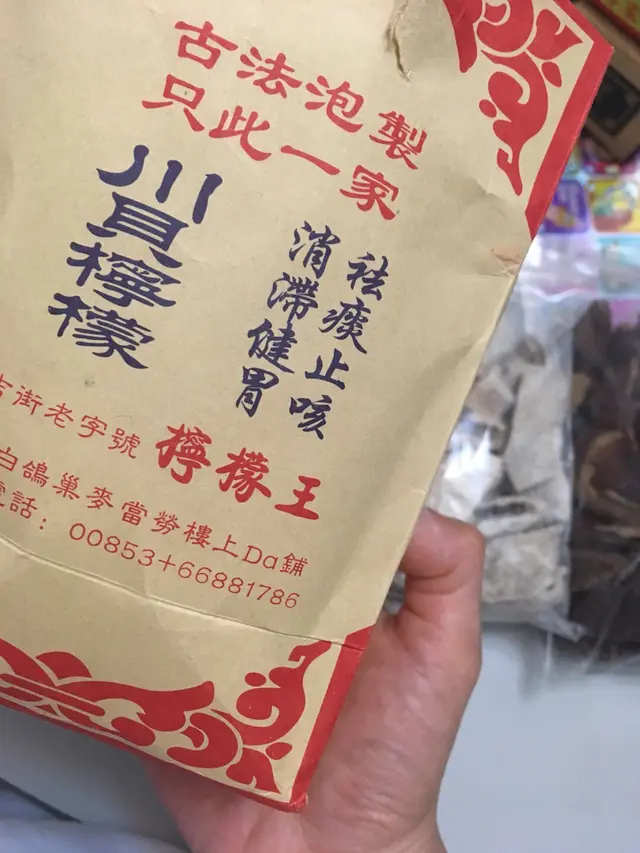 古法泡製
只此一家
川貝檸檬
祛痰止咳
消滯健胃
古街老字號 檸檬王
白鴿巢麥當勞樓上Da鋪
電話: 00853+66881786